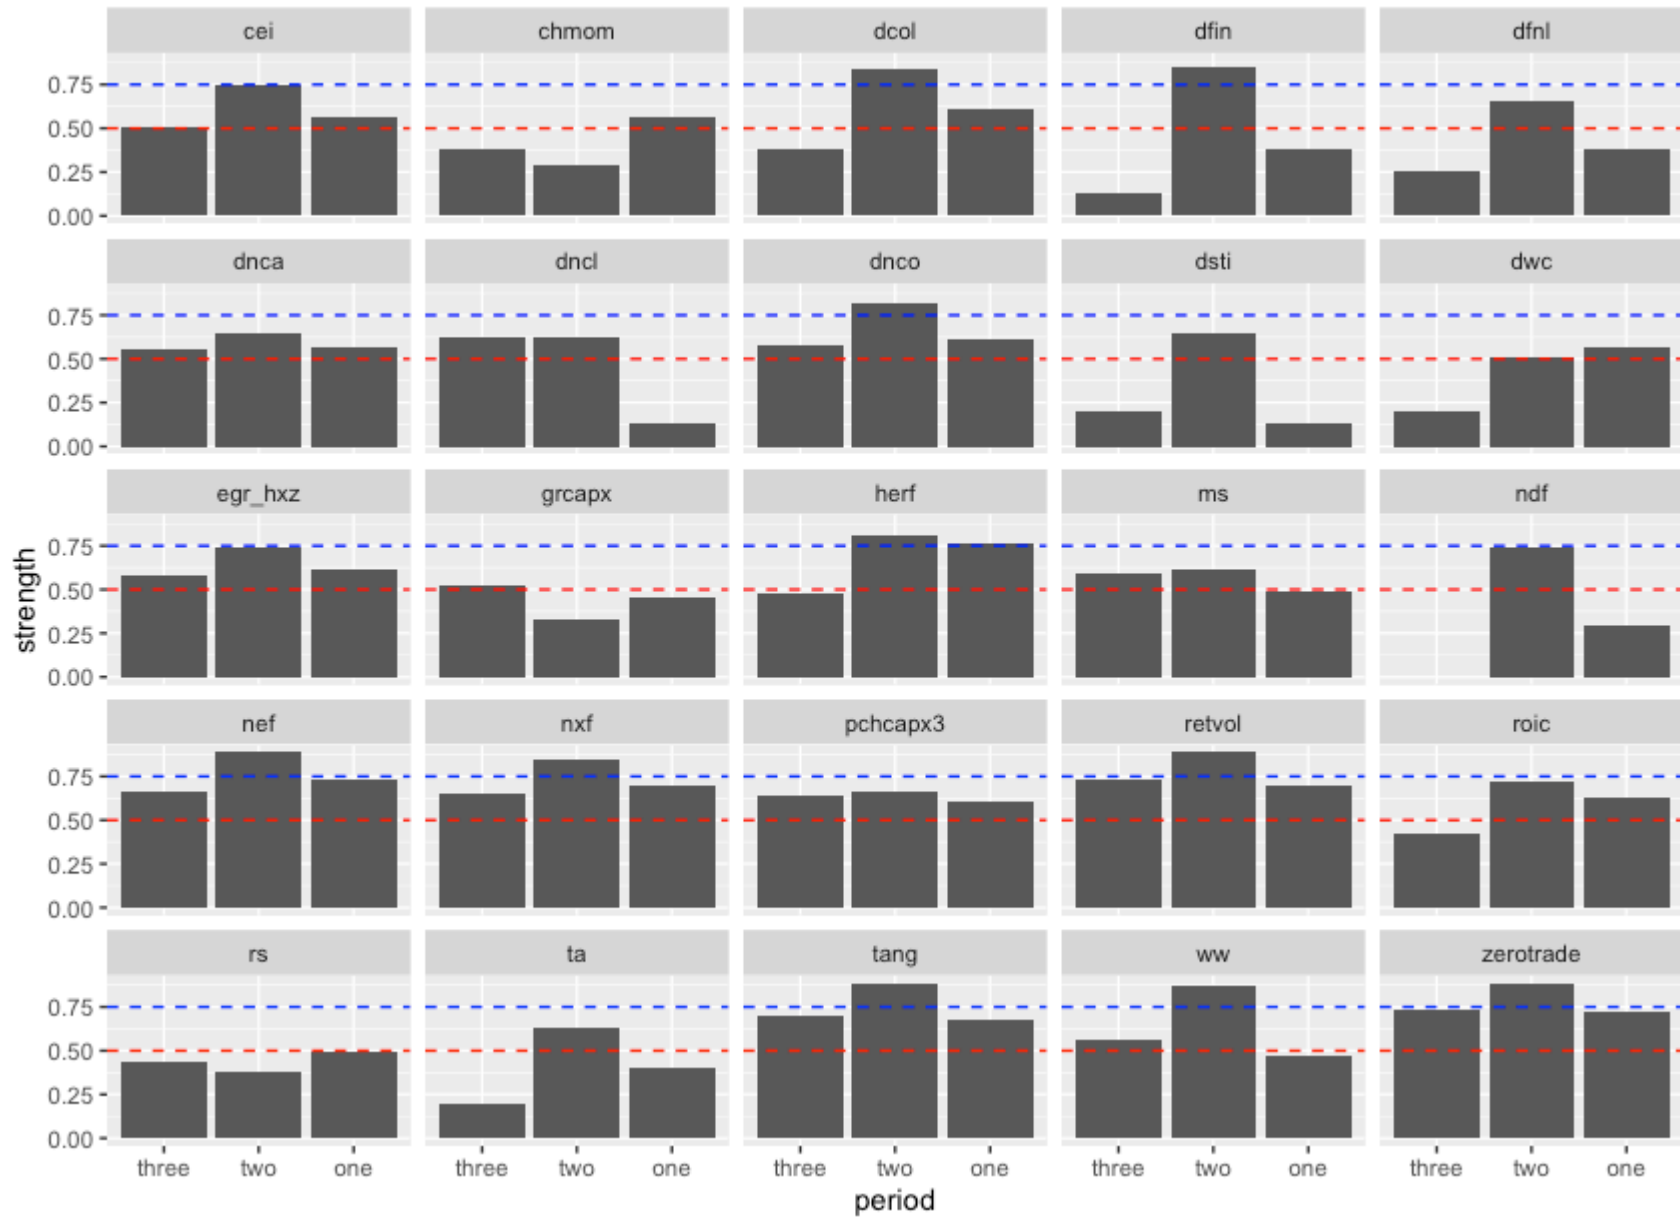 cei chmom dcol dfin dfnl
0.75
0.50
0.25
0.00
dnca dncl dnco dsti dwc
0.75
0.50
0.25
0.00
egr_hxz grcapx herf ms ndf
0.75
0.50
0.25
0.00
strength
nef nxf pchcapx3 retvol roic
0.75
0.50
0.25
0.00
rs ta tang ww zerotrade
0.75
0.50
0.25
0.00
three two one three two one three two one three two one three two one
period